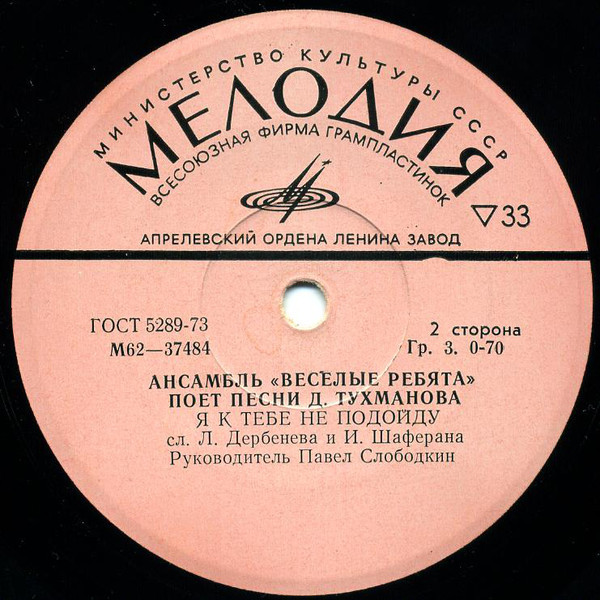 МИНИСТЕРСТВО КУЛЬТУРЫ СССР
МЕЛОДИЯ
ВСЕСОЮЗНАЯ ФИРМА ГРАМПЛАСТИНОК
▽33
АПРЕЛЕВСКИЙ ОРДЕНА ЛЕНИНА ЗАВОД
ГОСТ 5289-73
2 сторона
М62—37484
Гр. 3. 0-70
АНСАМБЛЬ «ВЕСЕЛЫЕ РЕБЯТА»
ПОЕТ ПЕСНИ Д. ТУХМАНОВА
Я К ТЕБЕ НЕ ПОДОЙДУ
сл. Л. Дербенева и И. Шаферана
Руководитель Павел Слободкин